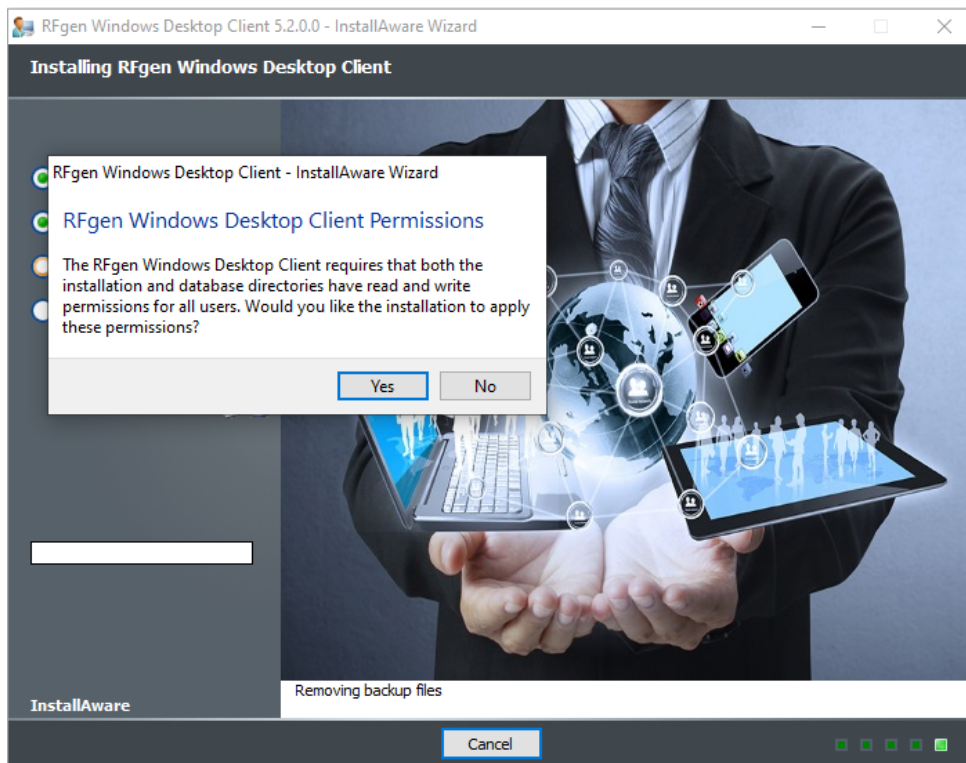 RFgen Windows Desktop Client 5.2.0.0 - InstallAware Wizard
Installing RFgen Windows Desktop Client
RFgen Windows Desktop Client - InstallAware Wizard
RFgen Windows Desktop Client Permissions
The RFgen Windows Desktop Client requires that both the
installation and database directories have read and write
permissions for all users. Would you like the installation to apply
these permissions?
Yes
No
Removing backup files
InstallAware
Cancel